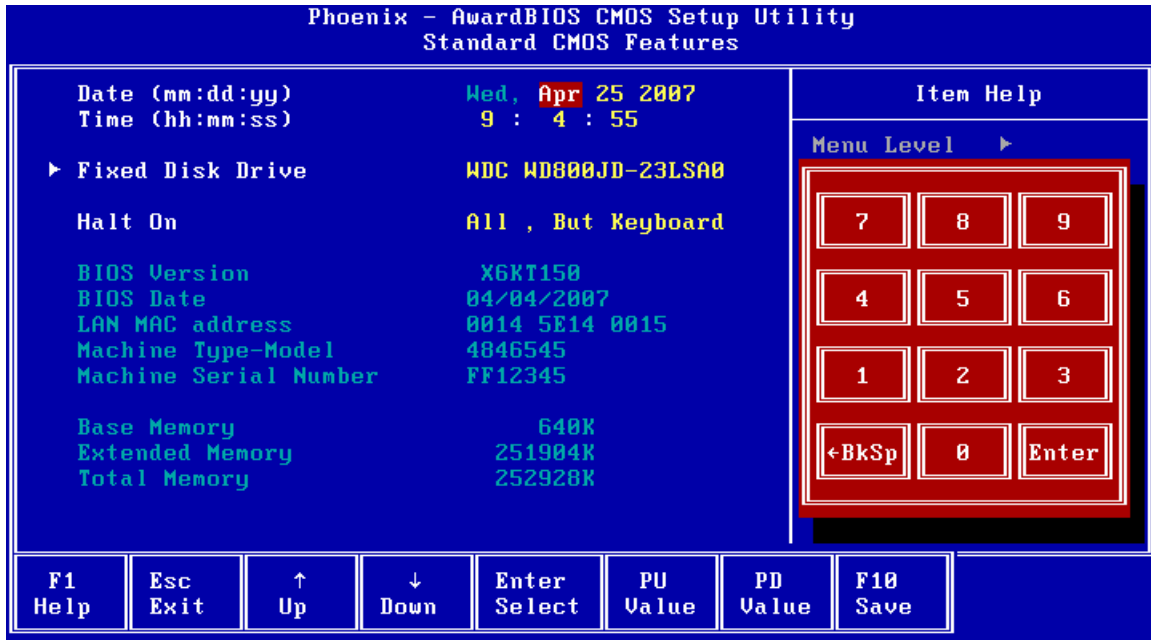 Phoenix - AwardBIOS CMOS Setup Utility
Standard CMOS Features
Date (mm:dd:yy) Wed, Apr 25 2007
Time (hh:mm:ss) 9 : 4 : 55
Fixed Disk Drive WDC WD800JD-23LSA0
Halt On All , But Keyboard
BIOS Version X6KT150
BIOS Date 04/04/2007
LAN MAC address 0014 5E14 0015
Machine Type-Model 4846545
Machine Serial Number FF12345
Base Memory 640K
Extended Memory 251904K
Total Memory 252928K
Item Help
Menu Level ►
7 8 9
4 5 6
1 2 3
←BkSp 0 Enter
F1 Esc ↑ ↓ Enter PU PD F10
Help Exit Up Down Select Value Value Save